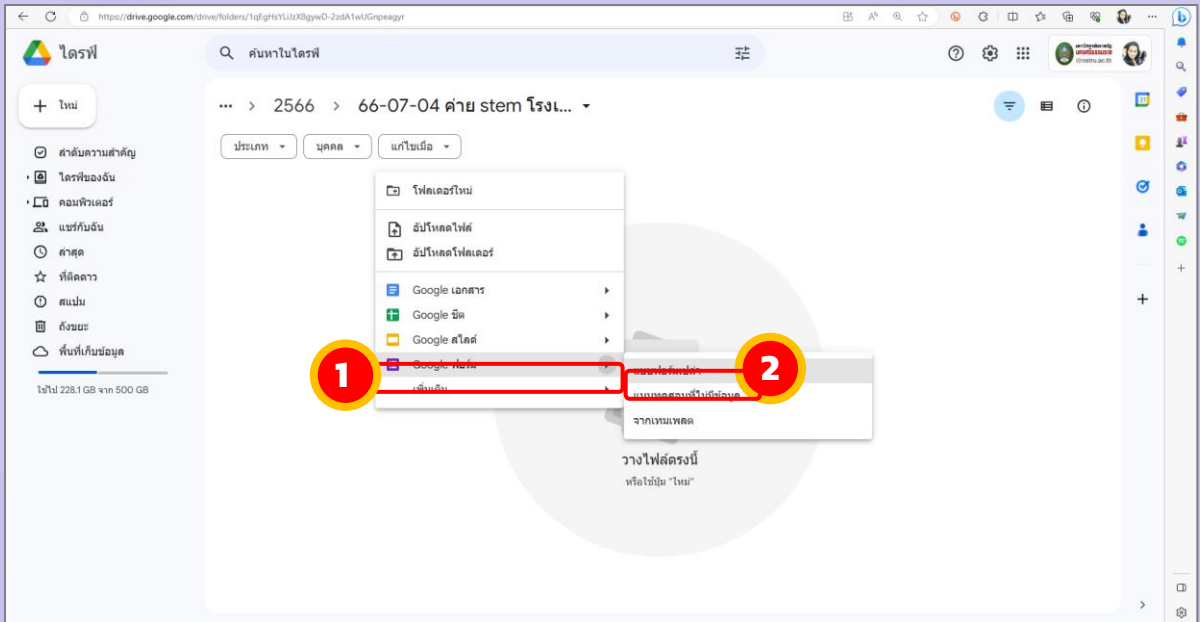 https://drive.google.com/drive/folders/1qEgHsYLiJzX8gywD-2zdA1wUGnpeagyr
ไดรฟ์
ค้นหาในไดรฟ์
@nstru.ac.th
ใหม่
... > 2566 > 66-07-04 ค่าย stem โรงเ...
ประเภท
บุคคล
แก้ไขเมื่อ
ลำดับความสำคัญ
ไดรฟ์ของฉัน
คอมพิวเตอร์
แชร์กับฉัน
ล่าสุด
ที่ติดดาว
สแปม
ถังขยะ
พื้นที่เก็บข้อมูล
ใช้ไป 228.1 GB จาก 500 GB
โฟลเดอร์ใหม่
อัปโหลดไฟล์
อัปโหลดโฟลเดอร์
Google เอกสาร
Google ชีต
Google สไลด์
Google ฟอร์ม
เพิ่มเติม
1
2
แบบฟอร์มเปล่า
แบบทดสอบที่ไม่มีข้อมูล
จากเทมเพลต
วางไฟล์ตรงนี้
หรือใช้ปุ่ม "ใหม่"
31